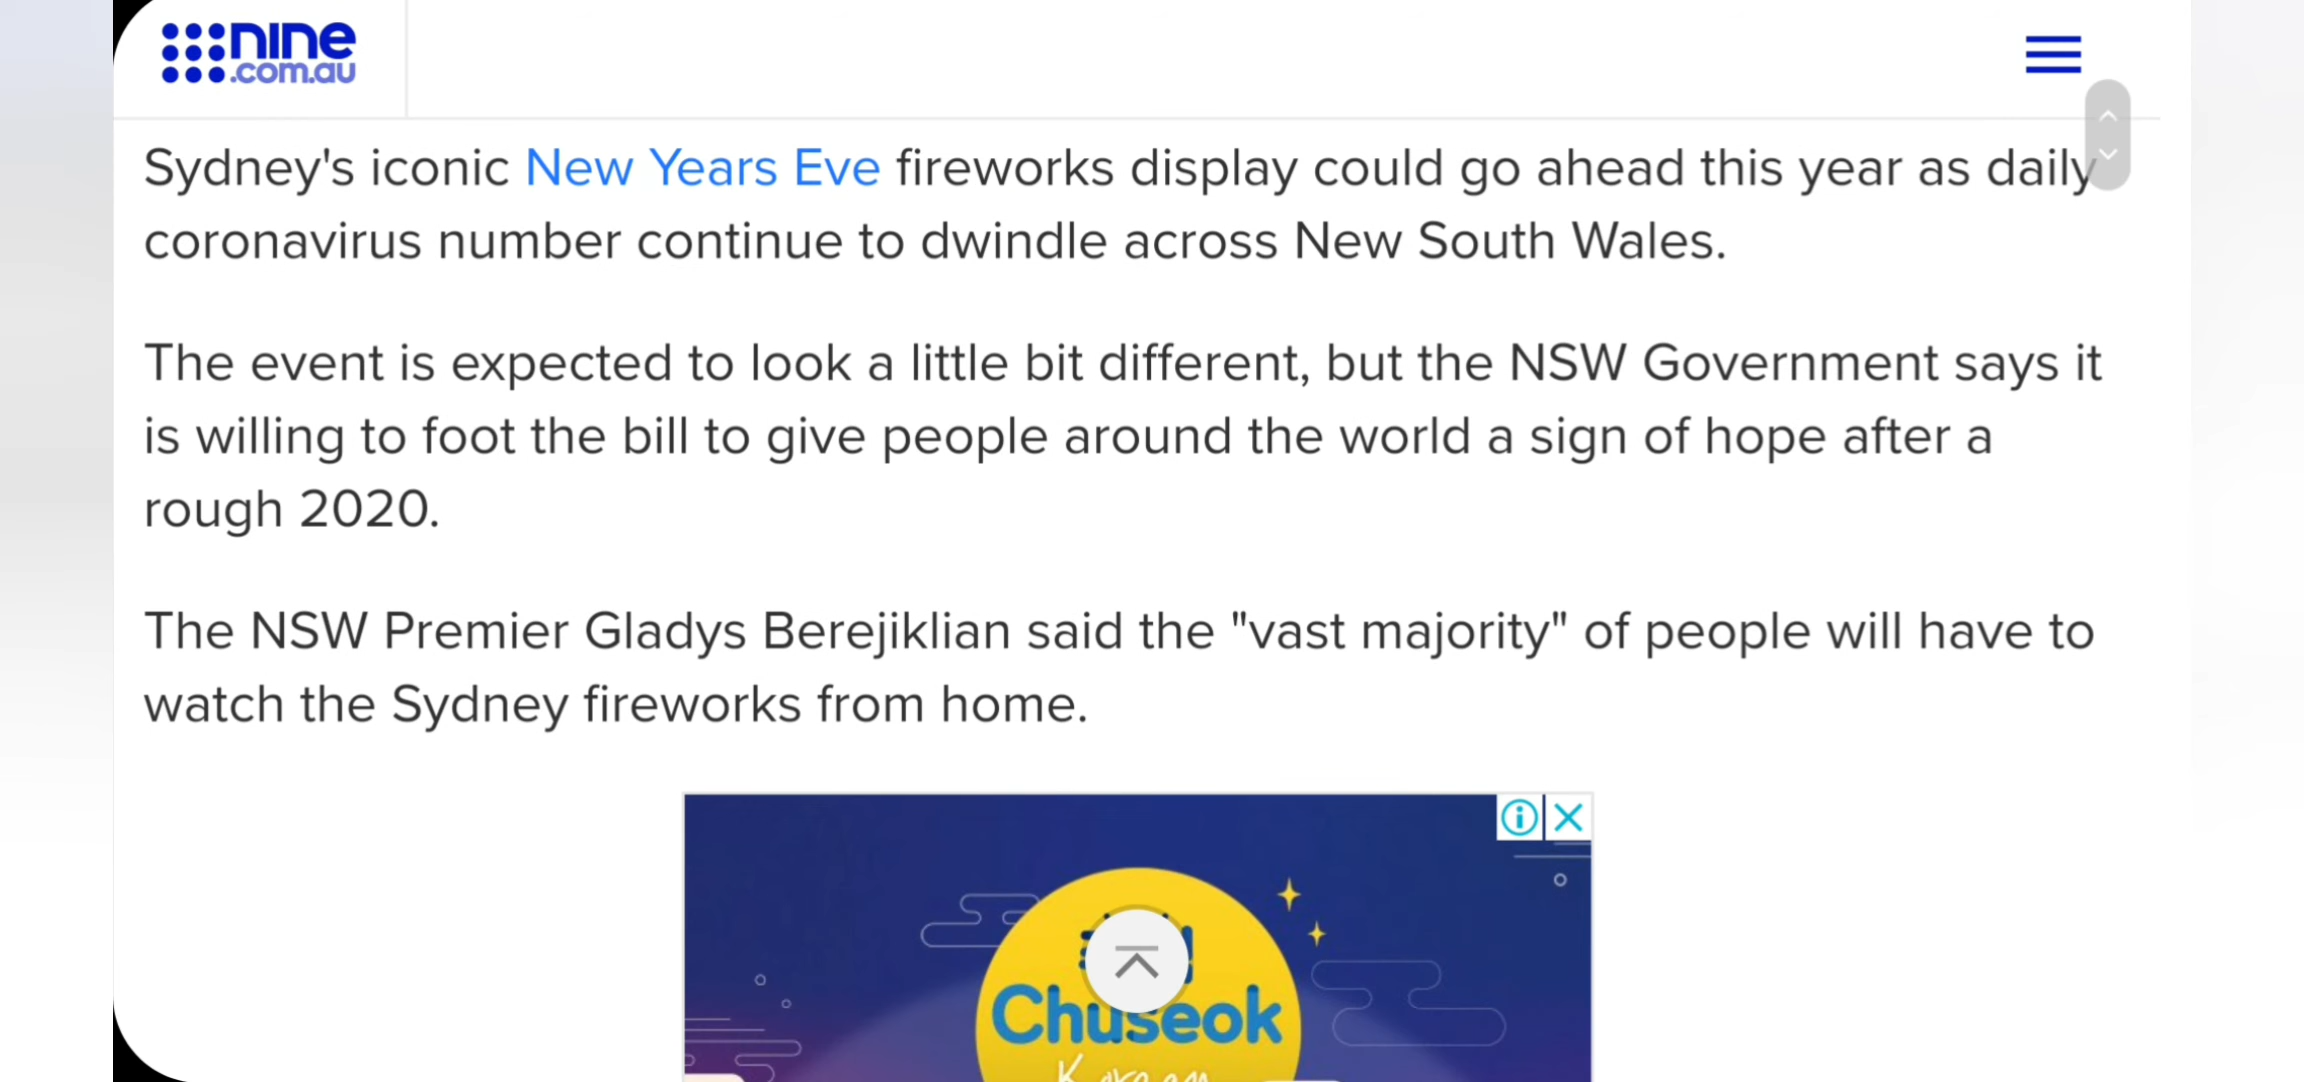 nine
.com.au
Sydney's iconic New Years Eve fireworks display could go ahead this year as daily
coronavirus number continue to dwindle across New South Wales.
The event is expected to look a little bit different, but the NSW Government says it
is willing to foot the bill to give people around the world a sign of hope after a
rough 2020.
The NSW Premier Gladys Berejiklian said the "vast majority" of people will have to
watch the Sydney fireworks from home.
Chuseok